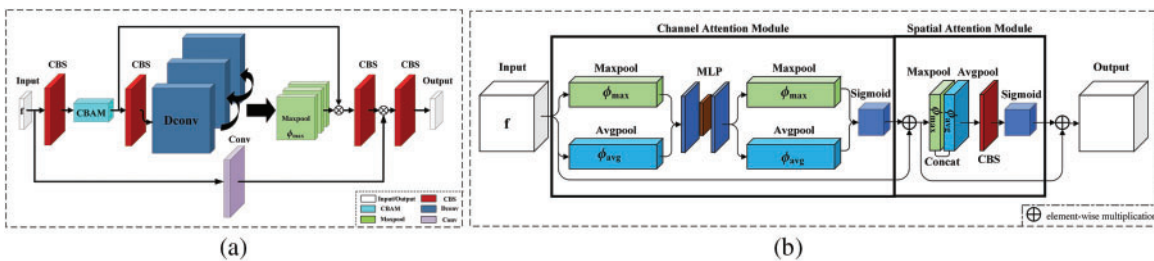 Input
CBS
CBAM
CBS
Dconv
Maxpool
ϕmax
CBS
CBS
Output
f
Conv
Input/Output
CBS
CBAM
Dconv
Maxpool
Conv
(a)
Channel Attention Module
Spatial Attention Module
Input
f
Maxpool
ϕmax
Avgpool
ϕavg
MLP
Maxpool
ϕmax
Avgpool
ϕavg
Sigmoid
Maxpool
Avgpool
ϕmax
ϕavg
Concat
CBS
Sigmoid
Output
⊕ element-wise multiplication
(b)